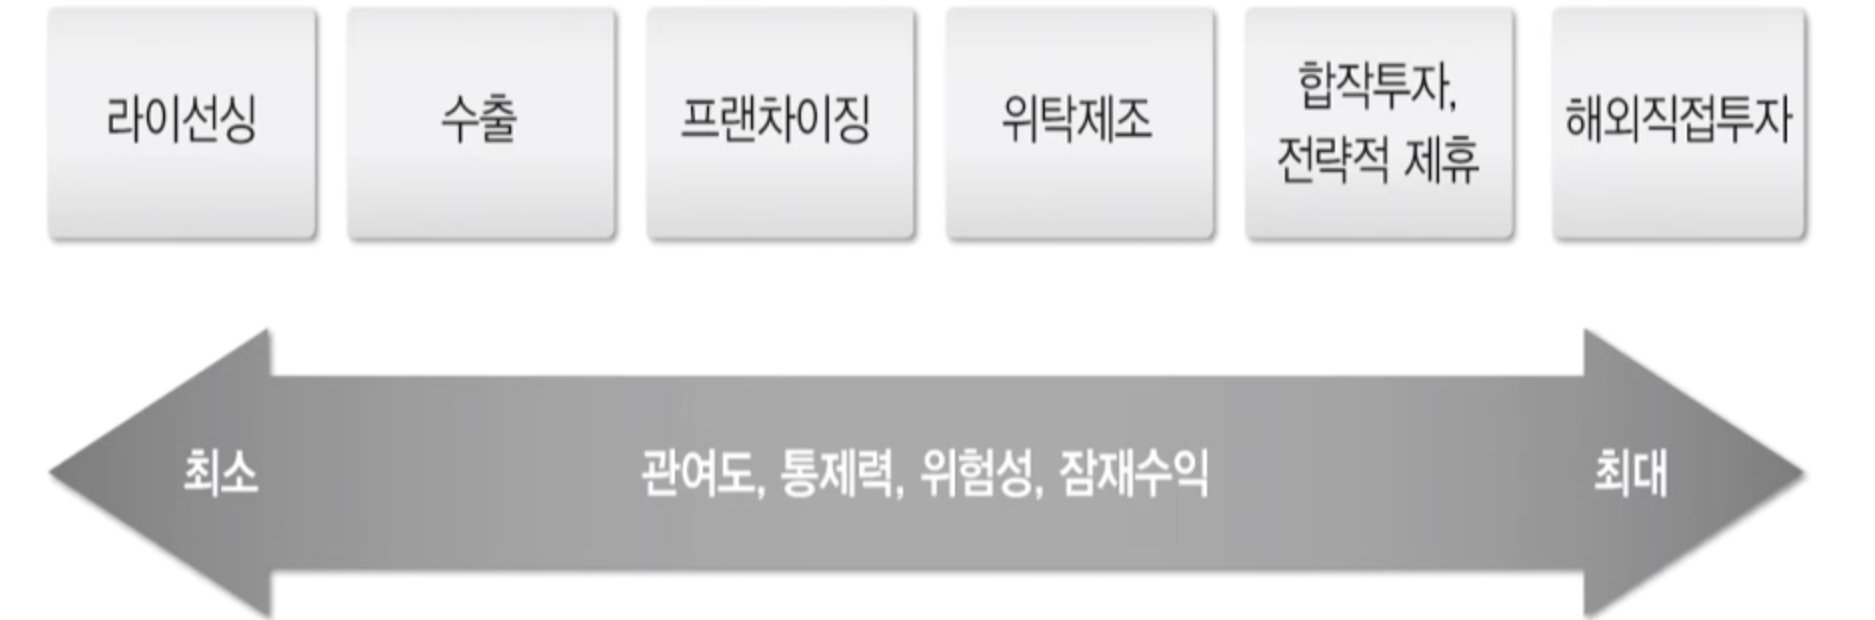 라이선싱
수출
프랜차이징
위탁제조
합작투자,
전략적 제휴
해외직접투자
최소
관여도, 통제력, 위험성, 잠재수익
최대